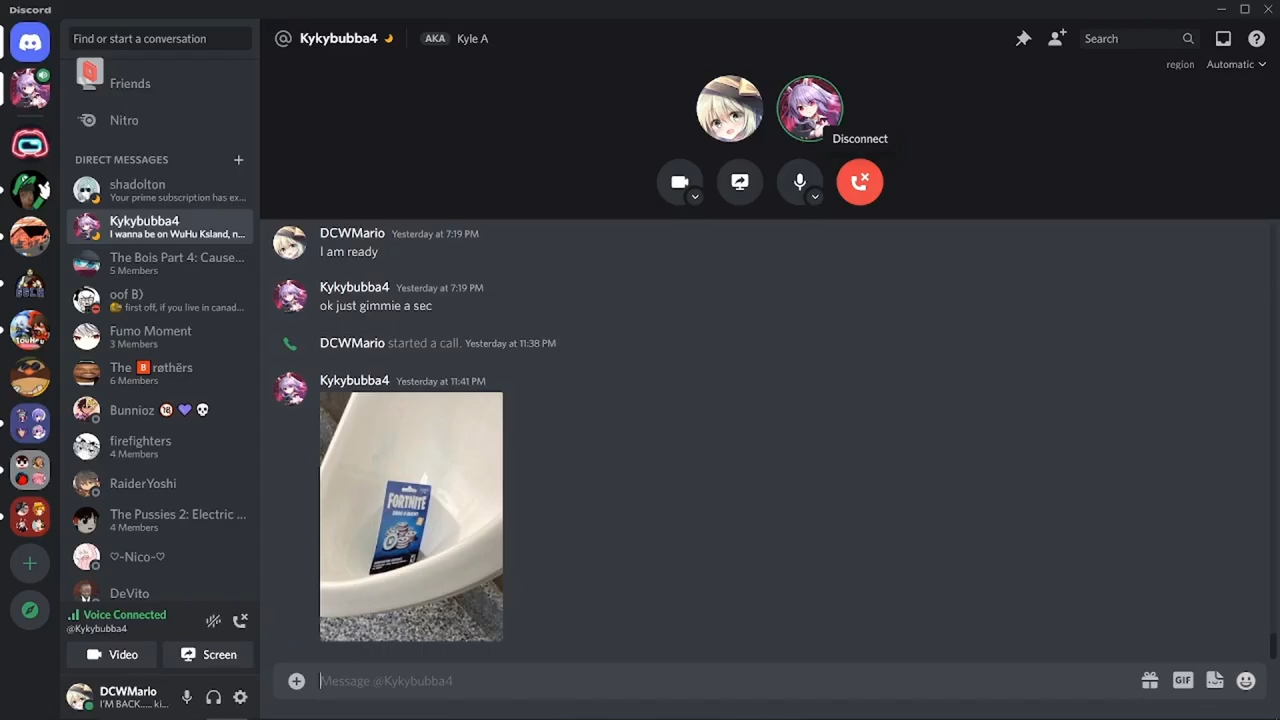 Discord
Find or start a conversation
Friends
Nitro
DIRECT MESSAGES
shadolton
Your prime subscription has ex...
Kykybubba4
I wanna be on WuHu Ksland, n...
The Bois Part 4: Cause...
5 Members
oof B)
first off, if you live in canad...
Fumo Moment
3 Members
The 🅱røthërs
6 Members
Bunnioz 🔞 💜 💀
firefighters
4 Members
RaiderYoshi
The Pussies 2: Electric ...
4 Members
♡-Nico-♡
DeVito
Voice Connected
@Kykybubba4
Video
Screen
DCWMario
I'M BACK..... ki...
Kykybubba4
AKA Kyle A
Search
region Automatic
Disconnect
DCWMario Yesterday at 7:19 PM
I am ready
Kykybubba4 Yesterday at 7:19 PM
ok just gimmie a sec
DCWMario started a call. Yesterday at 11:38 PM
Kykybubba4 Yesterday at 11:41 PM
FORTNITE
Message @Kykybubba4
GIF